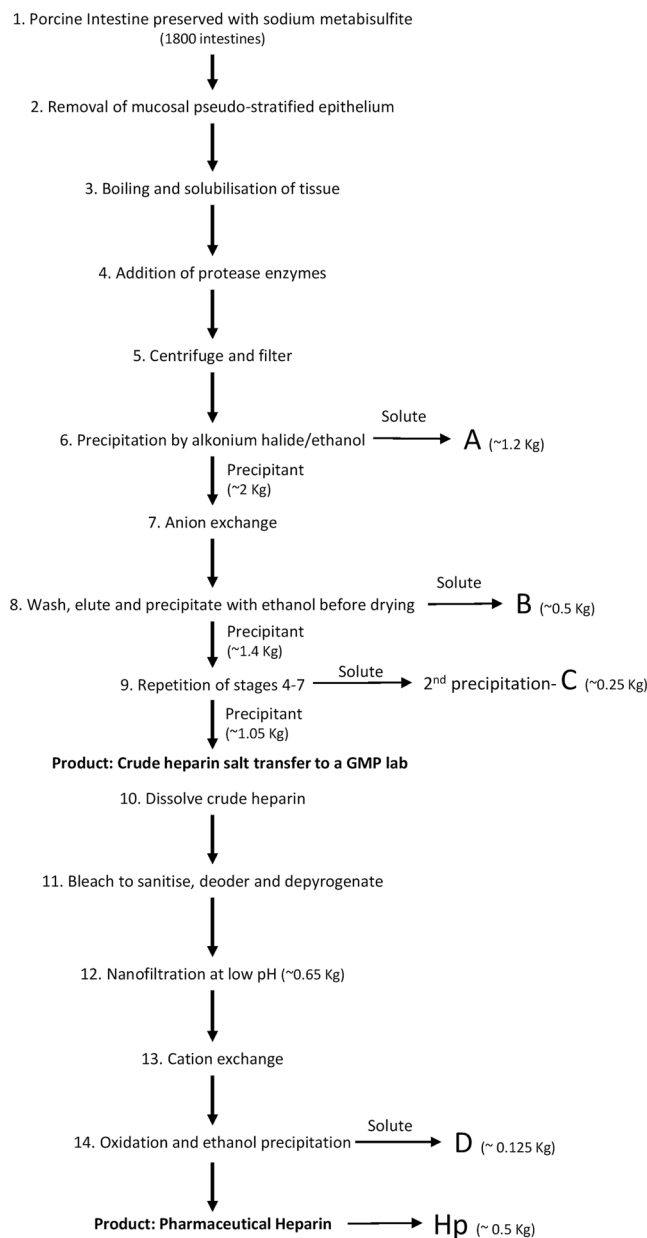 1. Porcine Intestine preserved with sodium metabisulfite
(1800 intestines)
2. Removal of mucosal pseudo-stratified epithelium
3. Boiling and solubilisation of tissue
4. Addition of protease enzymes
5. Centrifuge and filter
Solute
6. Precipitation by alkonium halide/ethanol A (~1.2 Kg)
Precipitant
(~2 Kg)
7. Anion exchange
Solute
8. Wash, elute and precipitate with ethanol before drying B (~0.5 Kg)
Precipitant
(~1.4 Kg)
Solute
9. Repetition of stages 4-7 2nd precipitation- C (~0.25 Kg)
Precipitant
(~1.05 Kg)
Product: Crude heparin salt transfer to a GMP lab
10. Dissolve crude heparin
11. Bleach to sanitise, deoder and depyrogenate
12. Nanofiltration at low pH (~0.65 Kg)
13. Cation exchange
Solute
14. Oxidation and ethanol precipitation D (~ 0.125 Kg)
Product: Pharmaceutical Heparin Hp (~ 0.5 Kg)